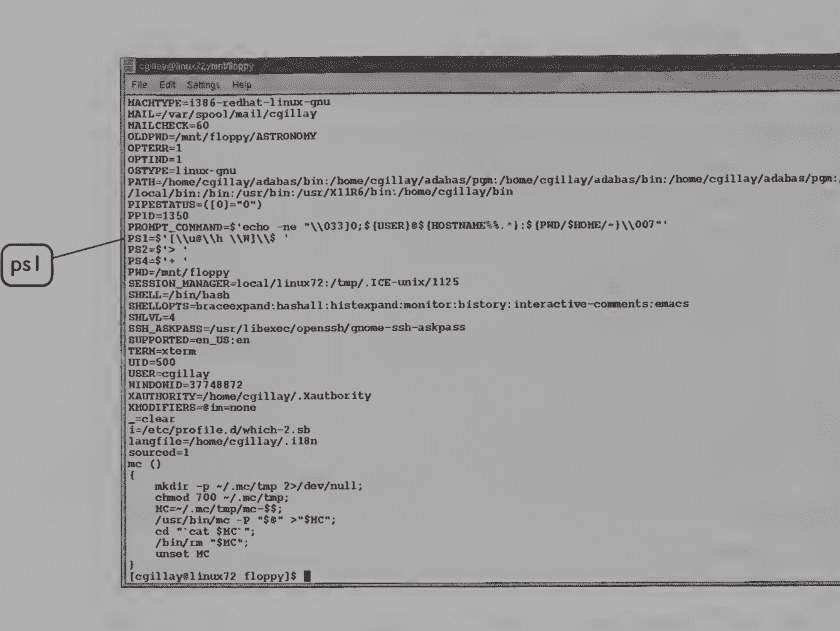 cgillay@linux72:/mnt/floppy
File Edit Settings Help
MACHTYPE=i386-redhat-linux-gnu
MAIL=/var/spool/mail/cgillay
MAILCHECK=60
OLDPWD=/mnt/floppy/ASTRONOMY
OPTERR=1
OPTIND=1
OSTYPE=linux-gnu
PATH=/home/cgillay/adabas/bin:/home/cgillay/adabas/pgm:/home/cgillay/adabas/bin:/home/cgillay/adabas/pgm:
/local/bin:/bin:/usr/bin:/usr/X11R6/bin:/home/cgillay/bin
PIPESTATUS=([0]="0")
PPID=1350
PROMPT_COMMAND=$'echo -ne "\\033]0;${USER}@${HOSTNAME%%.*}:${PWD/$HOME/~}\\007"'
PS1=$'[\\u@\\h \\W]\\$ '
ps1
PS2=$'> '
PS4=$'+ '
PWD=/mnt/floppy
SESSION_MANAGER=local/linux72:/tmp/.ICE-unix/1125
SHELL=/bin/bash
SHELLOPTS=braceexpand:hashall:histexpand:monitor:history:interactive-comments:emacs
SHLVL=4
SSH_ASKPASS=/usr/libexec/openssh/gnome-ssh-askpass
SUPPORTED=en_US:en
TERM=xterm
UID=500
USER=cgillay
WINDOWID=37748872
XAUTHORITY=/home/cgillay/.Xauthority
XMODIFIERS=@im=none
_=clear
i=/etc/profile.d/which-2.sh
langfile=/home/cgillay/.i18n
sourced=1
mc ()
{
mkdir -p ~/.mc/tmp 2>/dev/null;
chmod 700 ~/.mc/tmp;
MC=~/.mc/tmp/mc-$$;
/usr/bin/mc -P "$@" >"$MC";
cd "`cat $MC`";
/bin/rm "$MC";
unset MC
}
[cgillay@linux72 floppy]$